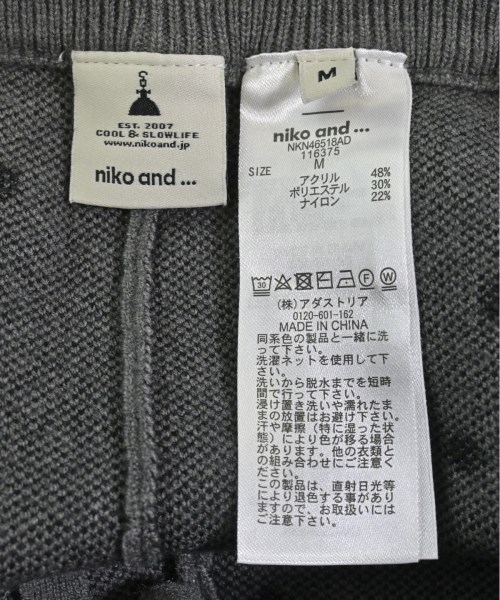 EST. 2007
COOL & SLOWLIFE
www.nikoand.jp
niko and ...
M
niko and ...
NKN46518AD
116375
SIZE M
アクリル 48%
ポリエステル 30%
ナイロン 22%
30 F W
(株)アダストリア
0120-601-162
MADE IN CHINA
同系色の製品と一緒に洗
って下さい。
洗濯ネットを使用して下
さい。
洗いから脱水までを短時
間で行って下さい。
浸け置き洗いや濡れたま
まの放置はお避け下さい。
汗や摩擦(特に湿った状
態)により色が移る場合
があります。他の衣類と
の組み合わせにご注意くだ
さい。
この製品は、直射日光等
により退色する事があり
ますので、お取扱いには
ご注意ください。